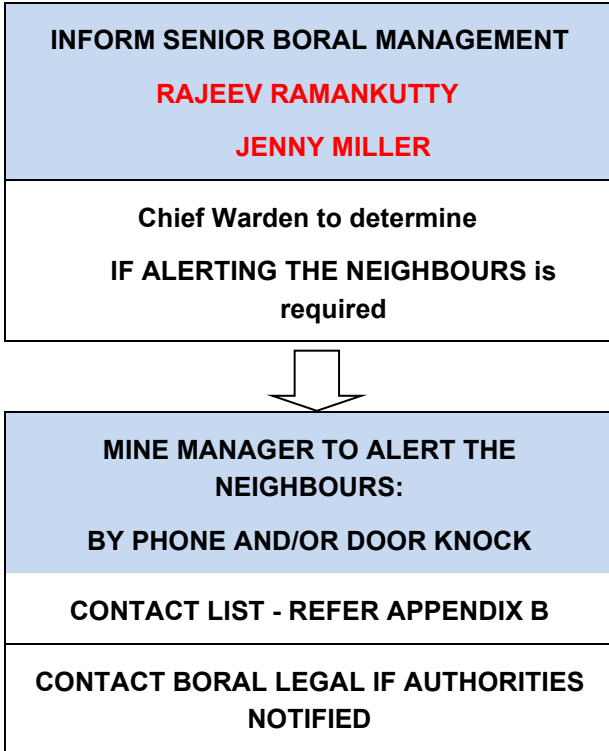 INFORM SENIOR BORAL MANAGEMENT
RAJEEV RAMANKUTTY
JENNY MILLER
Chief Warden to determine
IF ALERTING THE NEIGHBOURS is
required
MINE MANAGER TO ALERT THE
NEIGHBOURS:
BY PHONE AND/OR DOOR KNOCK
CONTACT LIST - REFER APPENDIX B
CONTACT BORAL LEGAL IF AUTHORITIES
NOTIFIED